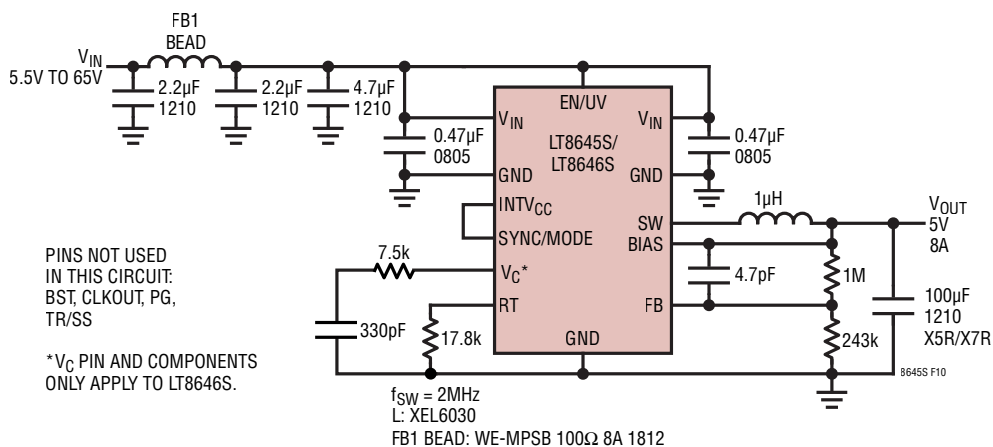 FB1
BEAD
VIN
5.5V TO 65V
2.2µF
1210
2.2µF
1210
4.7µF
1210
0.47µF
0805
0.47µF
0805
EN/UV
VIN
VIN
LT8645S/
LT8646S
GND
GND
INTVCC
SYNC/MODE
SW
BIAS
VC*
RT
FB
GND
1µH
VOUT
5V
8A
PINS NOT USED
IN THIS CIRCUIT:
BST, CLKOUT, PG,
TR/SS
*VC PIN AND COMPONENTS
ONLY APPLY TO LT8646S.
7.5k
330pF
17.8k
4.7pF
1M
243k
100µF
1210
X5R/X7R
8645S F10
fSW = 2MHz
L: XEL6030
FB1 BEAD: WE-MPSB 100Ω 8A 1812